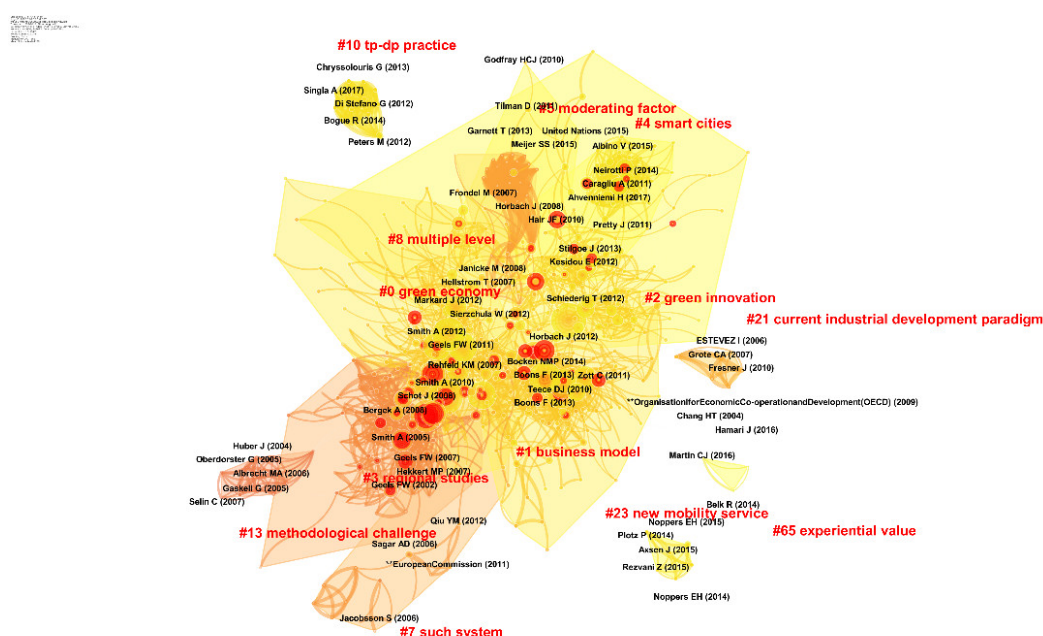 #10 tp-dp practice
Chryssolouris G (2013)
Godfray HCJ (2010)
Singla A (2017)
Di Stefano G (2012)
Tilman D (2011)
#5 moderating factor
Bogue R (2014)
#4 smart cities
Garnett T (2013)
United Nations (2015)
Peters M (2012)
Meijer SS (2015)
Albino V (2015)
Neirotti P (2014)
Caragliu A (2011)
Frondel M (2007)
Ahvenniemi H (2017)
Horbach J (2008)
Hair JF (2010)
Pretty J (2011)
#8 multiple level
Stilgoe J (2013)
Kesidou E (2012)
Janicke M (2008)
Hellstrom T (2007)
#0 green economy
Markard J (2012)
Schiederig T (2012)
#2 green innovation
Sierzchula W (2012)
#21 current industrial development paradigm
Smith A (2012)
Horbach J (2012)
ESTEVEZ I (2006)
Geels FW (2011)
Grote CA (2007)
Rehfeld KM (2007)
Bocken NMP (2014)
Fresner J (2010)
Boons F (2013)
Zott C (2011)
Smith A (2010)
Teece DJ (2010)
Schot J (2008)
Boons F (2013)
**OrganisationforEconomicCo-operationandDevelopment(OECD) (2009)
Bergek A (2008)
Chang HT (2004)
Hamari J (2016)
Smith A (2005)
Huber J (2004)
#1 business model
Oberdorster G (2005)
Geels FW (2007)
Martin CJ (2016)
Albrecht MA (2006)
Hekkert MP (2007)
#3 regional studies
Gaskell G (2005)
Geels FW (2002)
Selin C (2007)
Belk R (2014)
#23 new mobility service
Qiu YM (2012)
Noppers EH (2015)
#13 methodological challenge
#65 experiential value
Plotz P (2014)
Sagar AD (2006)
Axsen J (2015)
**EuropeanCommission (2011)
Rezvani Z (2015)
Noppers EH (2014)
Jacobsson S (2006)
#7 such system